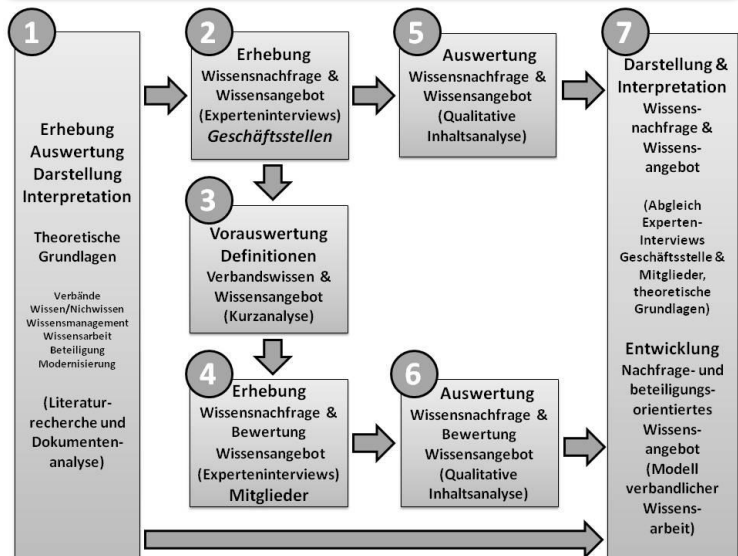 1
Erhebung
Auswertung
Darstellung
Interpretation
Theoretische
Grundlagen
Verbände
Wissen/Nichwissen
Wissensmanagement
Wissensarbeit
Beteiligung
Modernisierung
(Literatur-
recherche und
Dokumenten-
analyse)
2
Erhebung
Wissensnachfrage &
Wissensangebot
(Experteninterviews)
Geschäftsstellen
3
Vorauswertung
Definitionen
Verbandswissen &
Wissensangebot
(Kurzanalyse)
4
Erhebung
Wissensnachfrage &
Bewertung
Wissensangebot
(Experteninterviews)
Mitglieder
5
Auswertung
Wissensnachfrage &
Wissensangebot
(Qualitative
Inhaltsanalyse)
6
Auswertung
Wissensnachfrage &
Bewertung
Wissensangebot
(Qualitative
Inhaltsanalyse)
7
Darstellung &
Interpretation
Wissens-
nachfrage &
Wissens-
angebot
(Abgleich
Experten-
Interviews
Geschäftsstelle &
Mitglieder,
theoretische
Grundlagen)
Entwicklung
Nachfrage- und
beteiligungs-
orientiertes
Wissens-
angebot
(Modell
verbandlicher
Wissens-
arbeit)